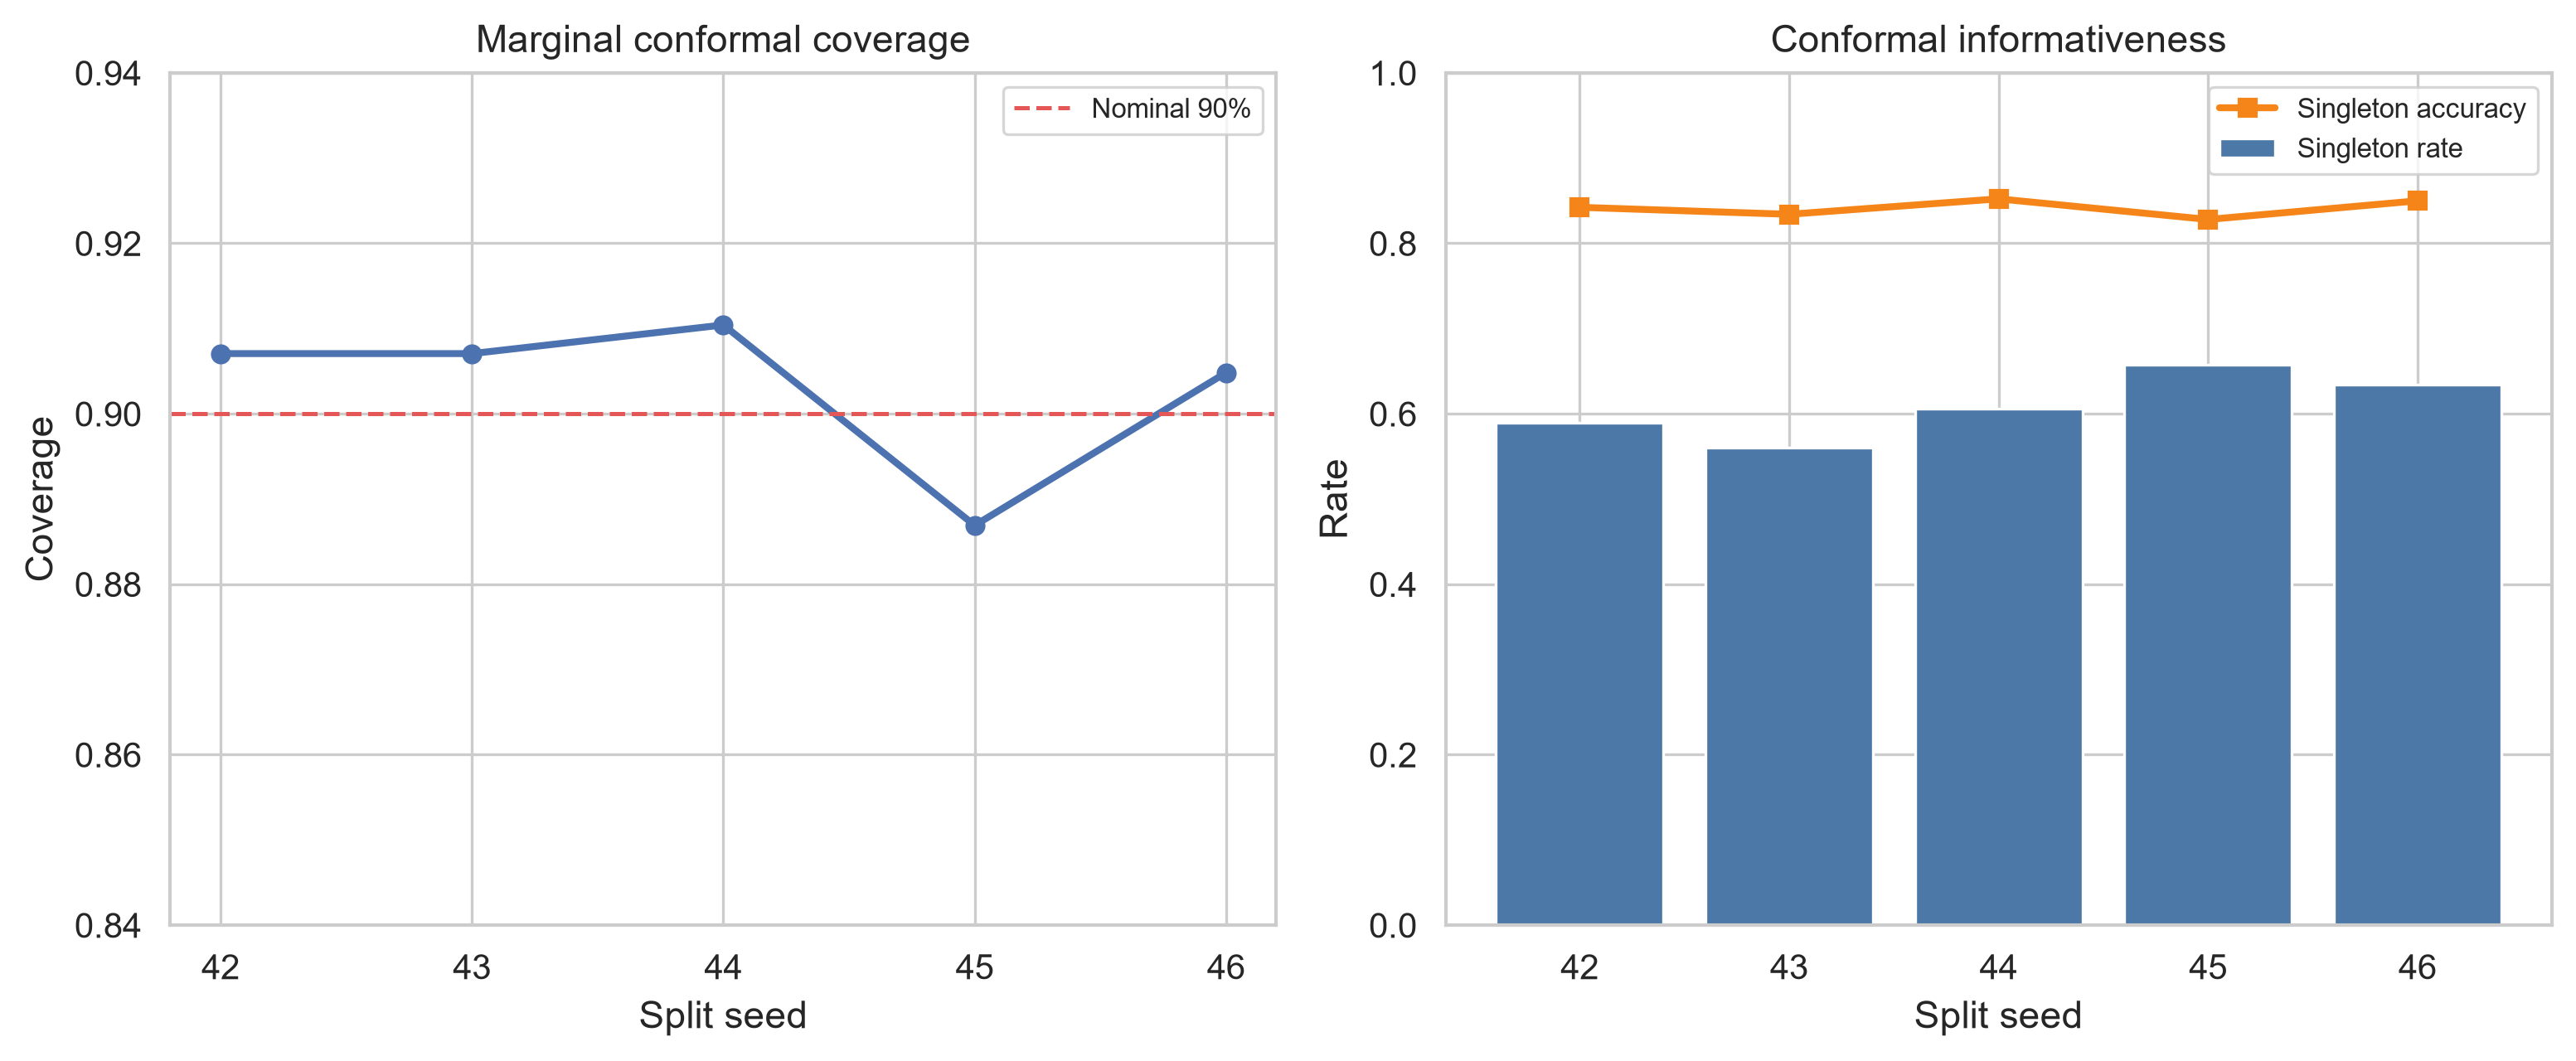 Marginal conformal coverage
0.94
0.92
0.90
0.88
0.86
0.84
Coverage
Nominal 90%
42 43 44 45 46
Split seed
Conformal informativeness
1.0
0.8
0.6
0.4
0.2
0.0
Rate
Singleton accuracy
Singleton rate
42 43 44 45 46
Split seed